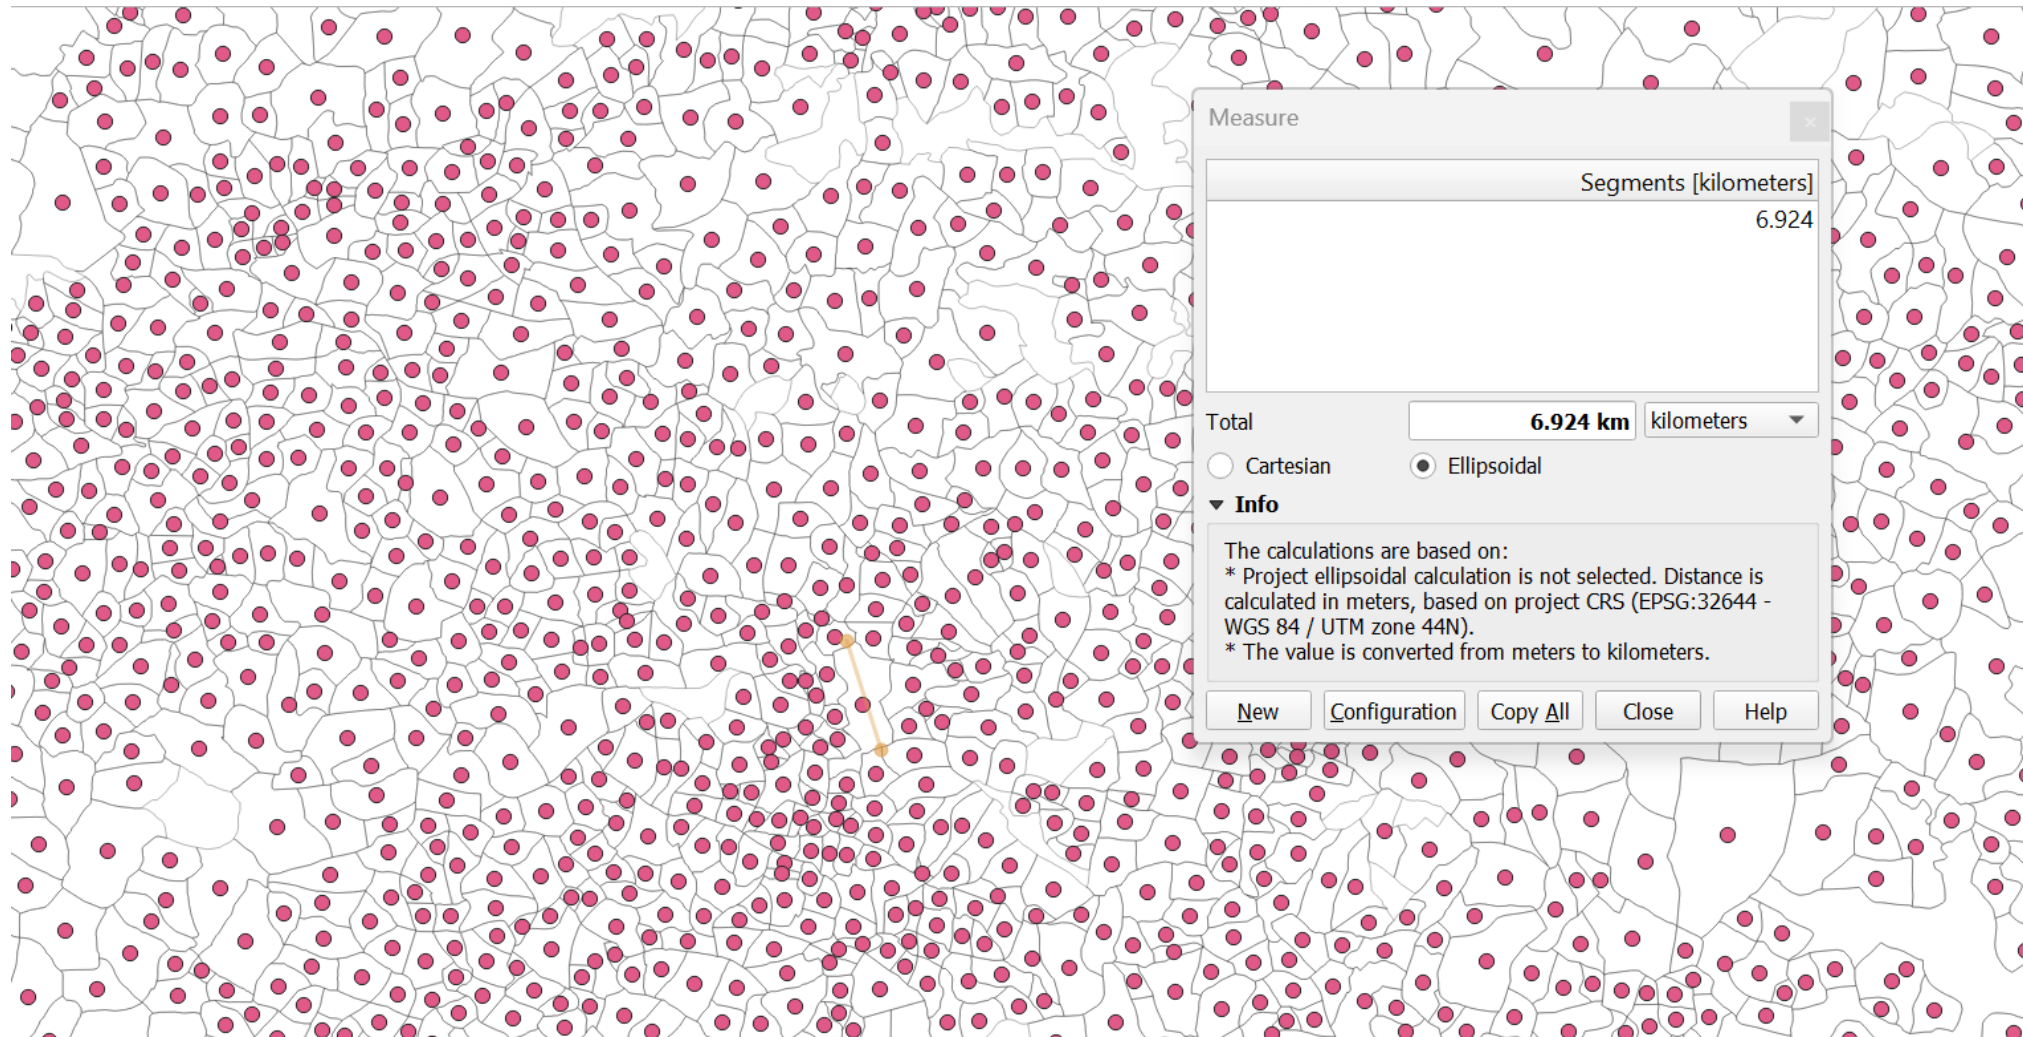 Measure
Segments [kilometers]
6.924
Total 6.924 km kilometers
Cartesian Ellipsoidal
Info
The calculations are based on:
* Project ellipsoidal calculation is not selected. Distance is
calculated in meters, based on project CRS (EPSG:32644 -
WGS 84 / UTM zone 44N).
* The value is converted from meters to kilometers.
New Configuration Copy All Close Help